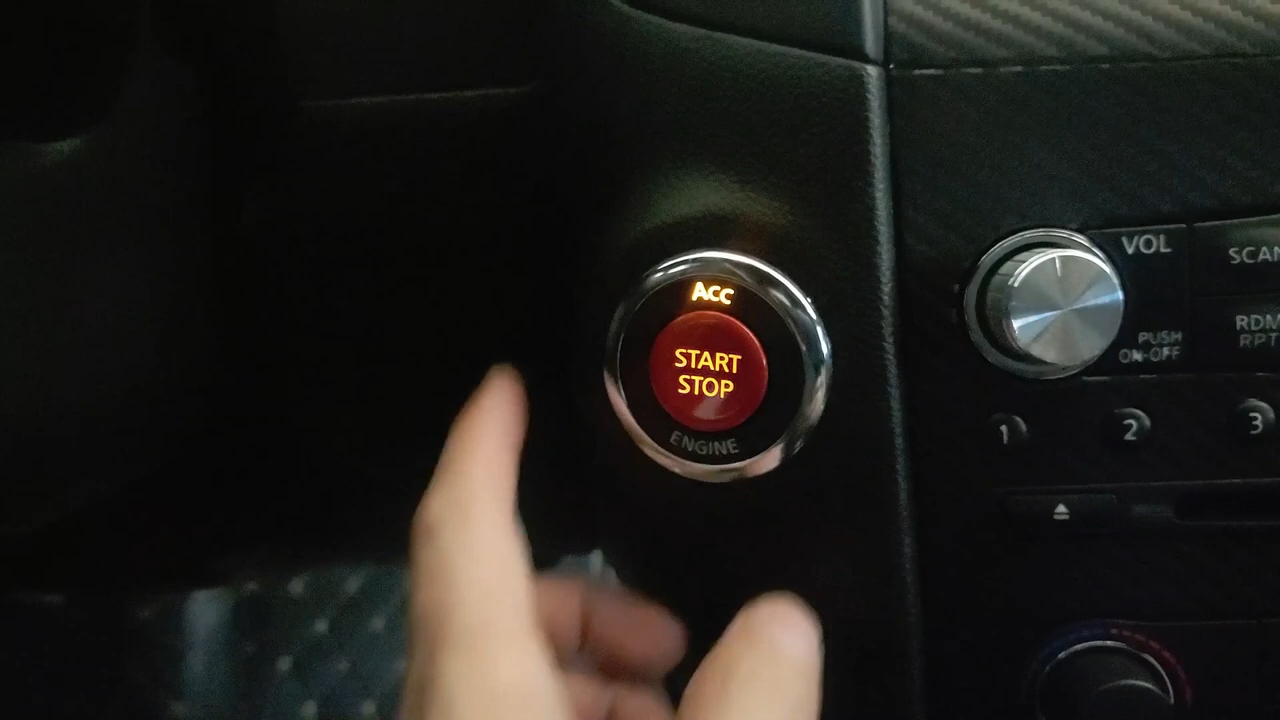 ACC
START
STOP
ENGINE
VOL
PUSH
ON-OFF
SCAN
RDM
RPT
1
2
3